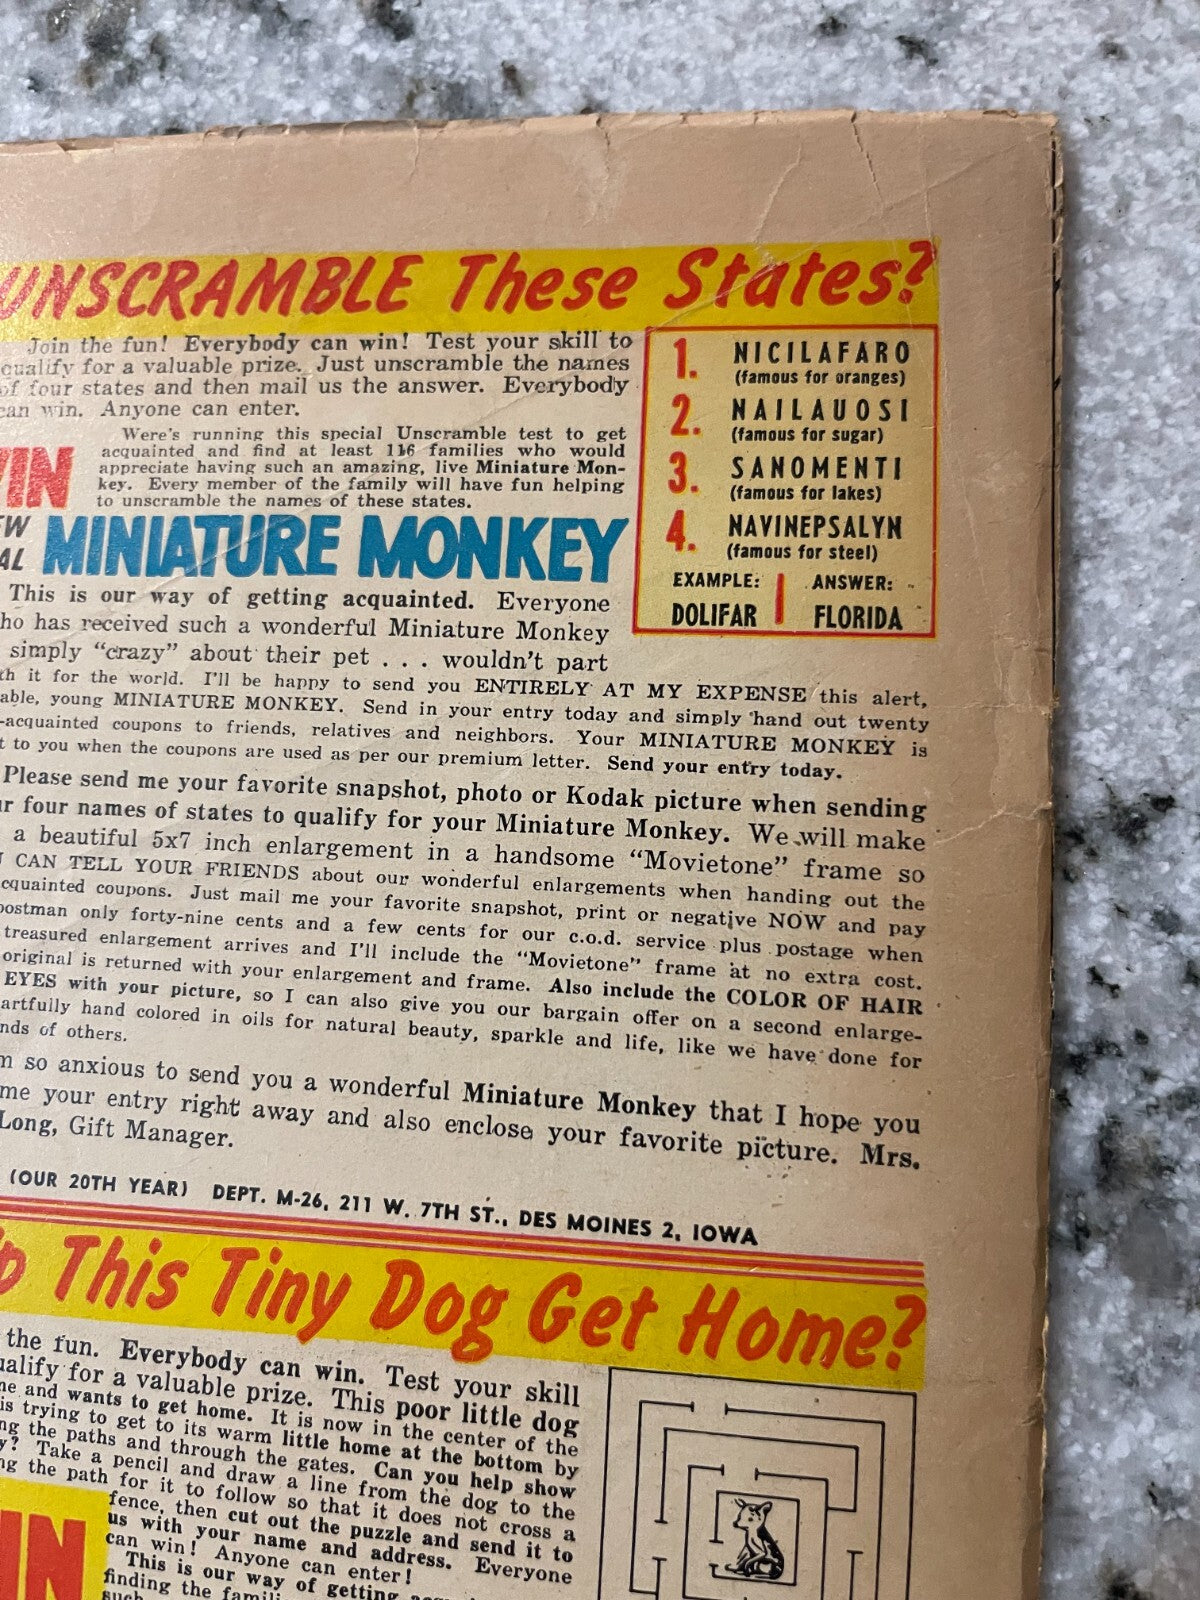 UNSCRAMBLE These States?
Join the fun! Everybody can win! Test your skill to
qualify for a valuable prize. Just unscramble the names
of four states and then mail us the answer. Everybody
can win. Anyone can enter.
Were's running this special Unscramble test to get
acquainted and find at least 116 families who would
appreciate having such an amazing, live Miniature Mon-
key. Every member of the family will have fun helping
to unscramble the names of these states.
WIN
EW
AL
MINIATURE MONKEY
1. NICILAFARO
(famous for oranges)
2. NAILAUOSI
(famous for sugar)
3. SANOMENTI
(famous for lakes)
4. NAVINEPSALYN
(famous for steel)
EXAMPLE: ANSWER:
DOLIFAR FLORIDA
This is our way of getting acquainted. Everyone
ho has received such a wonderful Miniature Monkey
simply "crazy" about their pet . . . wouldn't part
th it for the world. I'll be happy to send you ENTIRELY AT MY EXPENSE this alert,
able, young MINIATURE MONKEY. Send in your entry today and simply hand out twenty
-acquainted coupons to friends, relatives and neighbors. Your MINIATURE MONKEY is
t to you when the coupons are used as per our premium letter. Send your entry today.
Please send me your favorite snapshot, photo or Kodak picture when sending
ur four names of states to qualify for your Miniature Monkey. We will make
a beautiful 5x7 inch enlargement in a handsome "Movietone" frame so
U CAN TELL YOUR FRIENDS about our wonderful enlargements when handing out the
cquainted coupons. Just mail me your favorite snapshot, print or negative NOW and pay
postman only forty-nine cents and a few cents for our c.o.d. service plus postage when
treasured enlargement arrives and I'll include the "Movietone" frame at no extra cost.
original is returned with your enlargement and frame. Also include the COLOR OF HAIR
EYES with your picture, so I can also give you our bargain offer on a second enlarge-
artfully hand colored in oils for natural beauty, sparkle and life, like we have done for
nds of others.
m so anxious to send you a wonderful Miniature Monkey that I hope you
me your entry right away and also enclose your favorite picture. Mrs.
Long, Gift Manager.
(OUR 20TH YEAR) DEPT. M-26, 211 W. 7TH ST., DES MOINES 2, IOWA
lp This Tiny Dog Get Home?
the fun. Everybody can win. Test your skill
ualify for a valuable prize. This poor little dog
ne and wants to get home. It is now in the center of the
is trying to get to its warm little home at the bottom by
ng the paths and through the gates. Can you help show
y? Take a pencil and draw a line from the dog to the
ng the path for it to follow so that it does not cross a
fence, then cut out the puzzle and send it to
us with your name and address. Everyone
can win! Anyone can enter!
This is our way of getting
finding the
such
IN